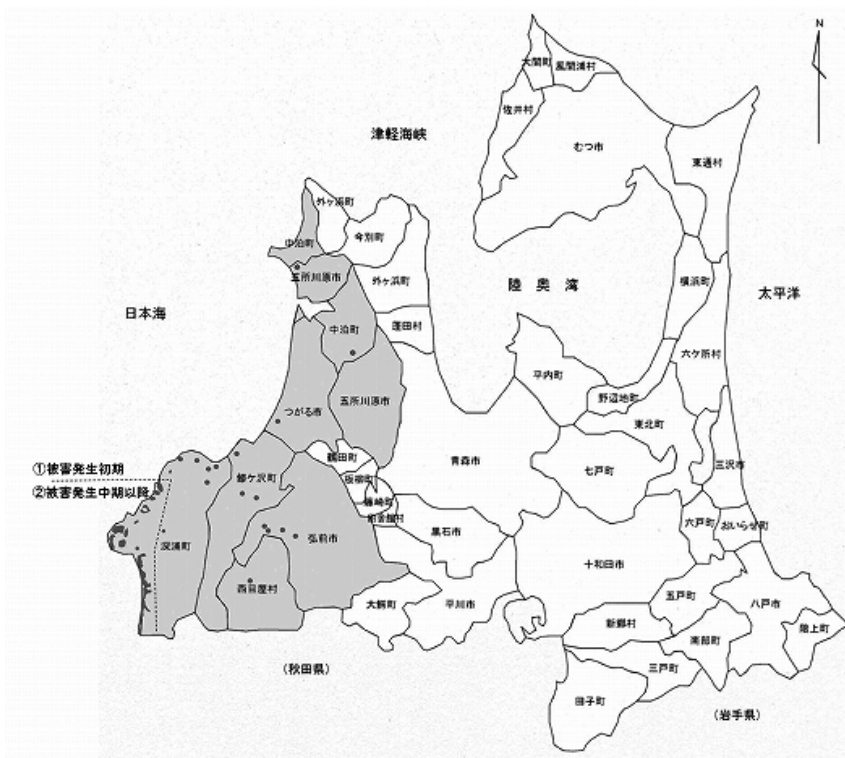 N
大間町
風間浦村
佐井村
津軽海峡
むつ市
東通村
外ヶ浜町
今別町
中泊町
五所川原市
外ヶ浜町
陸奥湾
横浜町
太平洋
日本海
中泊町
蓬田村
六ケ所村
平内町
野辺地町
つがる市
五所川原市
東北町
鶴田町
青森市
七戸町
三沢市
①被害発生初期
②被害発生中期以降
鰺ケ沢町
板柳町
藤崎町
田舎館村
六戸町
おいらせ町
黒石市
弘前市
深浦町
十和田市
西目屋村
五戸町
大鰐町
平川市
八戸市
新郷村
階上町
南部町
(秋田県)
三戸町
田子町
(岩手県)